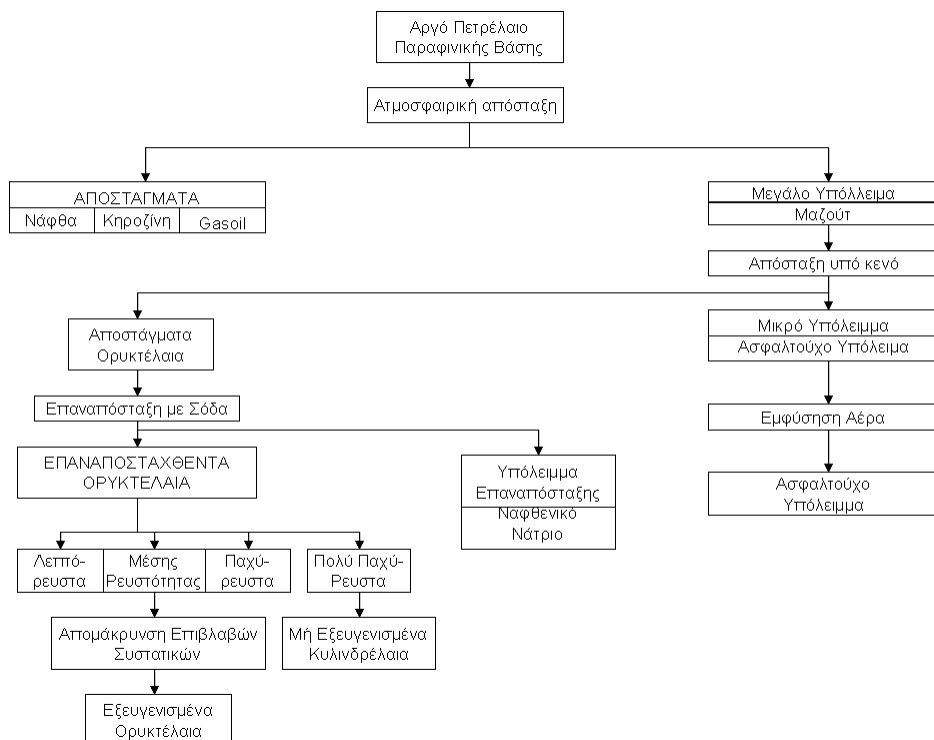 Αργό Πετρέλαιο
Παραφινικής Βάσης
Ατμοσφαιρική απόσταξη
ΑΠΟΣΤΑΓΜΑΤΑ
Νάφθα
Κηροζίνη
Gasoil
Μεγάλο Υπόλλειμα
Μαζούτ
Απόσταξη υπό κενό
Αποστάγματα
Ορυκτέλαια
Μικρό Υπόλειμμα
Ασφαλτούχο Υπόλειμα
Επαναπόσταξη με Σόδα
Εμφύσηση Αέρα
ΕΠΑΝΑΠΟΣΤΑΧΘΕΝΤΑ
ΟΡΥΚΤΕΛΑΙΑ
Υπόλειμμα
Επαναπόσταξης
Ναφθενικό
Νάτριο
Ασφαλτούχο
Υπόλειμμα
Λεπτό-
ρευστα
Μέσης
Ρευστότητας
Παχύ-
ρευστα
Πολύ Παχύ-
Ρευστα
Απομάκρυνση Επιβλαβών
Συστατικών
Μή Εξευγενισμένα
Κυλινδρέλαια
Εξευγενισμένα
Ορυκτέλαια